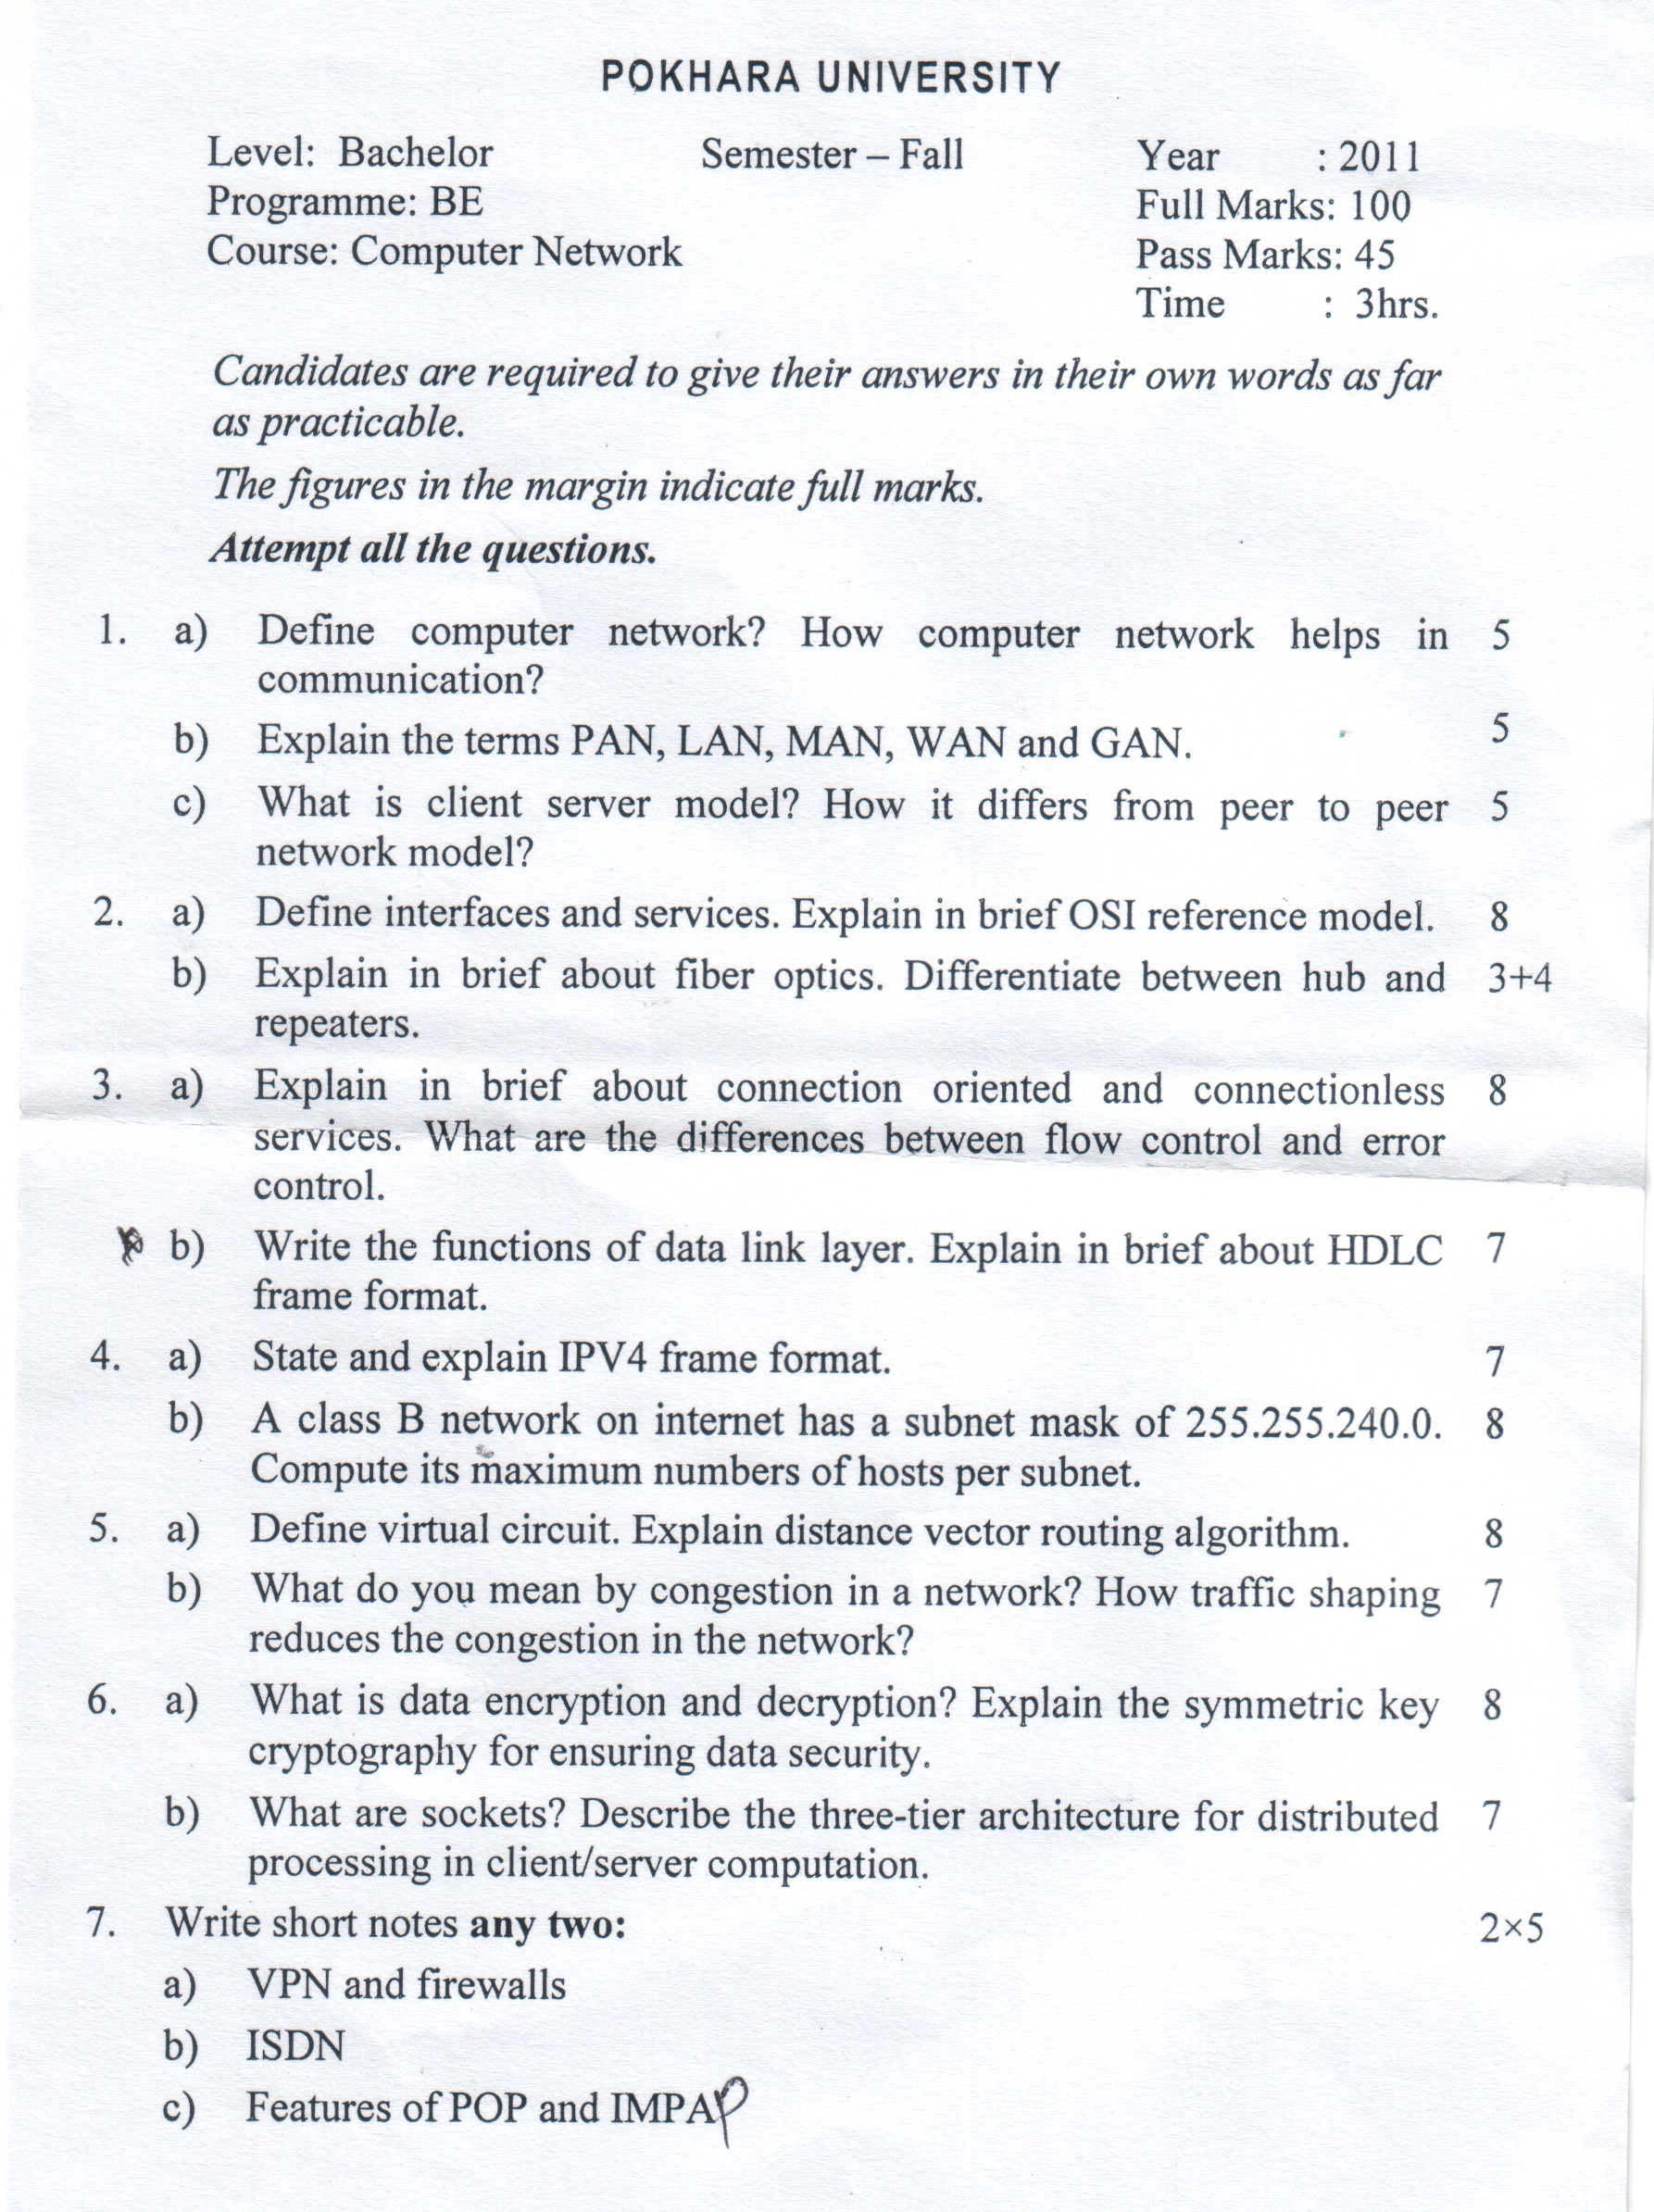 POKHARA UNIVERSITY
Level: Bachelor Semester – Fall Year : 2011
Programme: BE Full Marks: 100
Course: Computer Network Pass Marks: 45
Time : 3hrs.
Candidates are required to give their answers in their own words as far
as practicable.
The figures in the margin indicate full marks.
Attempt all the questions.
1. a) Define computer network? How computer network helps in 5
communication?
b) Explain the terms PAN, LAN, MAN, WAN and GAN. 5
c) What is client server model? How it differs from peer to peer 5
network model?
2. a) Define interfaces and services. Explain in brief OSI reference model. 8
b) Explain in brief about fiber optics. Differentiate between hub and 3+4
repeaters.
3. a) Explain in brief about connection oriented and connectionless 8
services. What are the differences between flow control and error
control.
b) Write the functions of data link layer. Explain in brief about HDLC 7
frame format.
4. a) State and explain IPV4 frame format. 7
b) A class B network on internet has a subnet mask of 255.255.240.0. 8
Compute its maximum numbers of hosts per subnet.
5. a) Define virtual circuit. Explain distance vector routing algorithm. 8
b) What do you mean by congestion in a network? How traffic shaping 7
reduces the congestion in the network?
6. a) What is data encryption and decryption? Explain the symmetric key 8
cryptography for ensuring data security.
b) What are sockets? Describe the three-tier architecture for distributed 7
processing in client/server computation.
7. Write short notes any two: 2×5
a) VPN and firewalls
b) ISDN
c) Features of POP and IMPAP